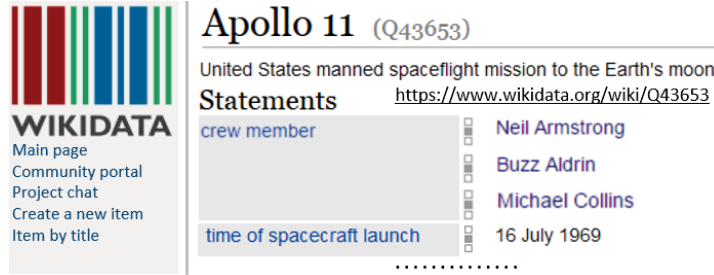 WIKIDATA
Main page
Community portal
Project chat
Create a new item
Item by title
Apollo 11 (Q43653)
United States manned spaceflight mission to the Earth's moon
Statements https://www.wikidata.org/wiki/Q43653
crew member Neil Armstrong
Buzz Aldrin
Michael Collins
time of spacecraft launch 16 July 1969
..............